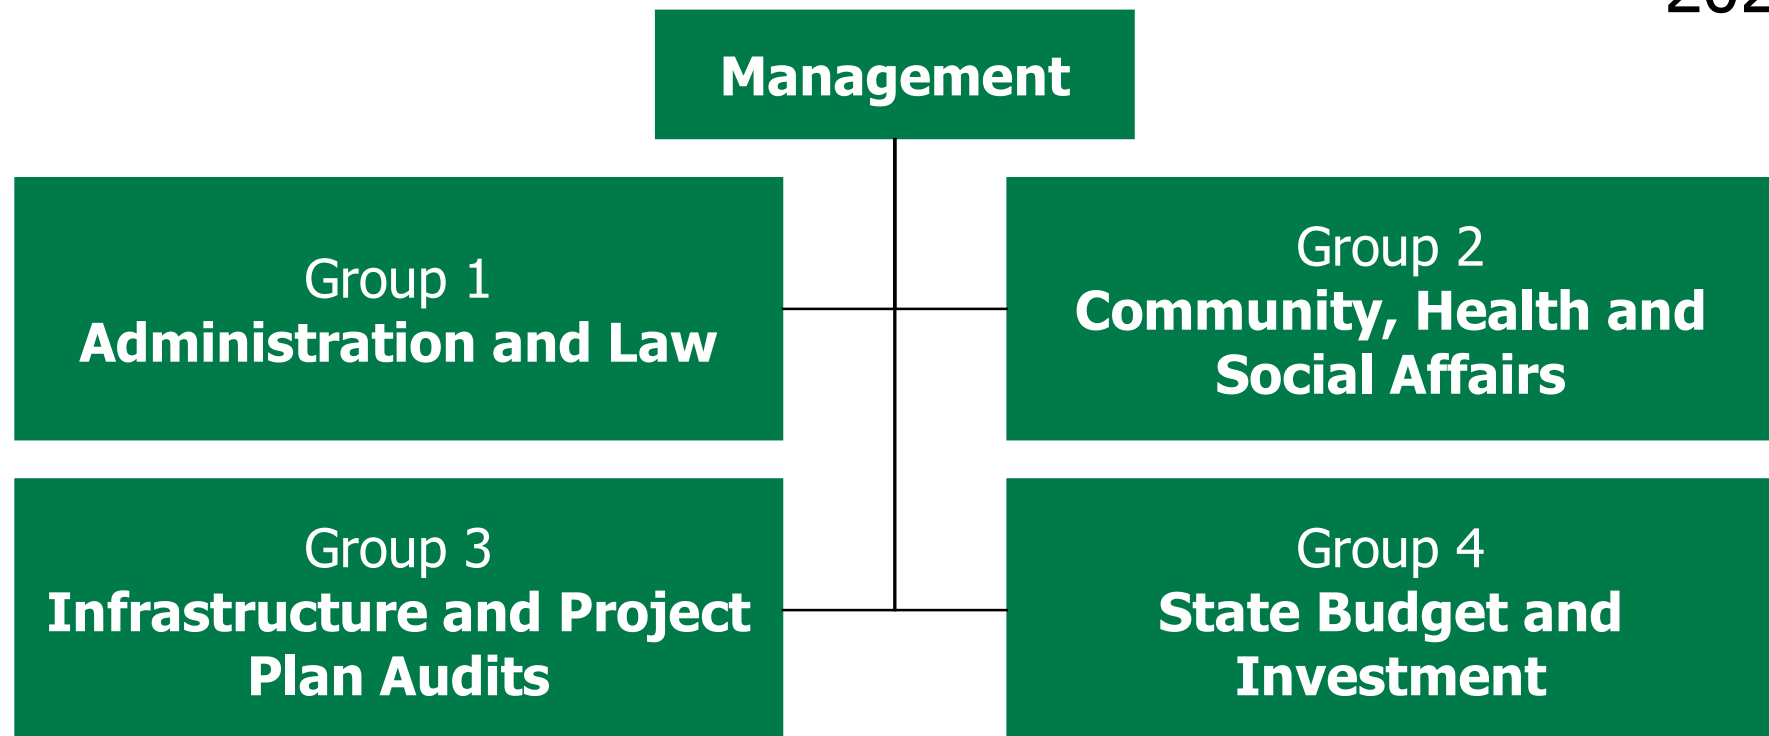 Management
Group 1
Administration and Law
Group 2
Community, Health and
Social Affairs
Group 3
Infrastructure and Project
Plan Audits
Group 4
State Budget and
Investment